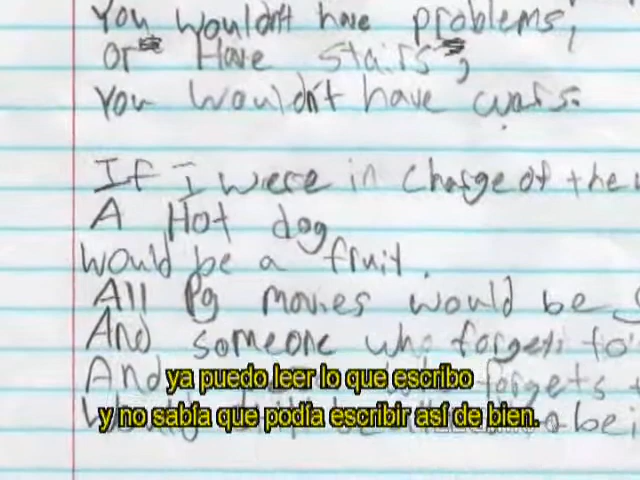 You wouldn't have problems,
or Have stairs,
You wouldn't have wars.
If I were in charge of the
A Hot dog
would be a fruit.
All Pg movies would be
And someone who forgets
And forgets
ya puedo leer lo que escribo
y no sabía que podía escribir así de bien.